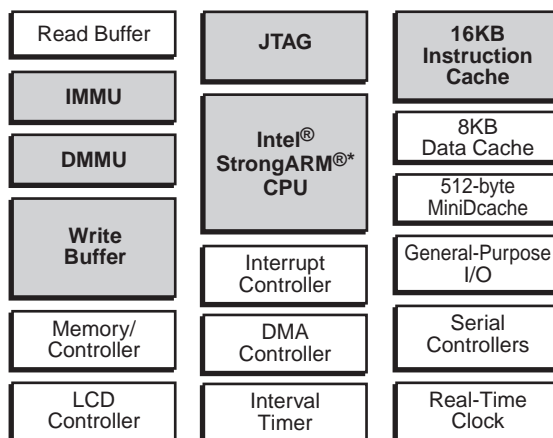 Read Buffer
IMMU
DMMU
Write
Buffer
Memory/
Controller
LCD
Controller
JTAG
Intel®
StrongARM®*
CPU
Interrupt
Controller
DMA
Controller
Interval
Timer
16KB
Instruction
Cache
8KB
Data Cache
512-byte
MiniDcache
General-Purpose
I/O
Serial
Controllers
Real-Time
Clock